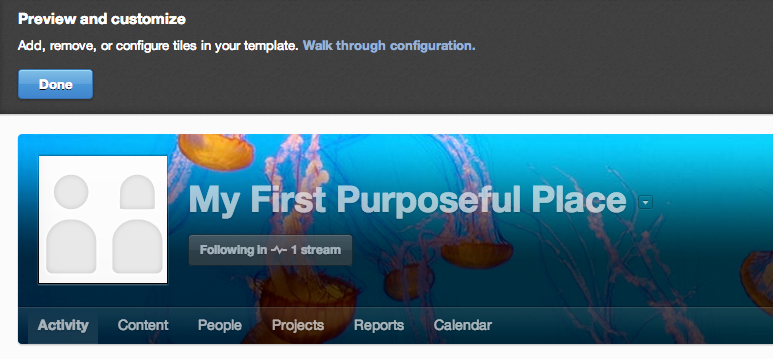 Preview and customize
Add, remove, or configure tiles in your template. Walk through configuration.
Done
My First Purposeful Place
Following in 1 stream
Activity Content People Projects Reports Calendar